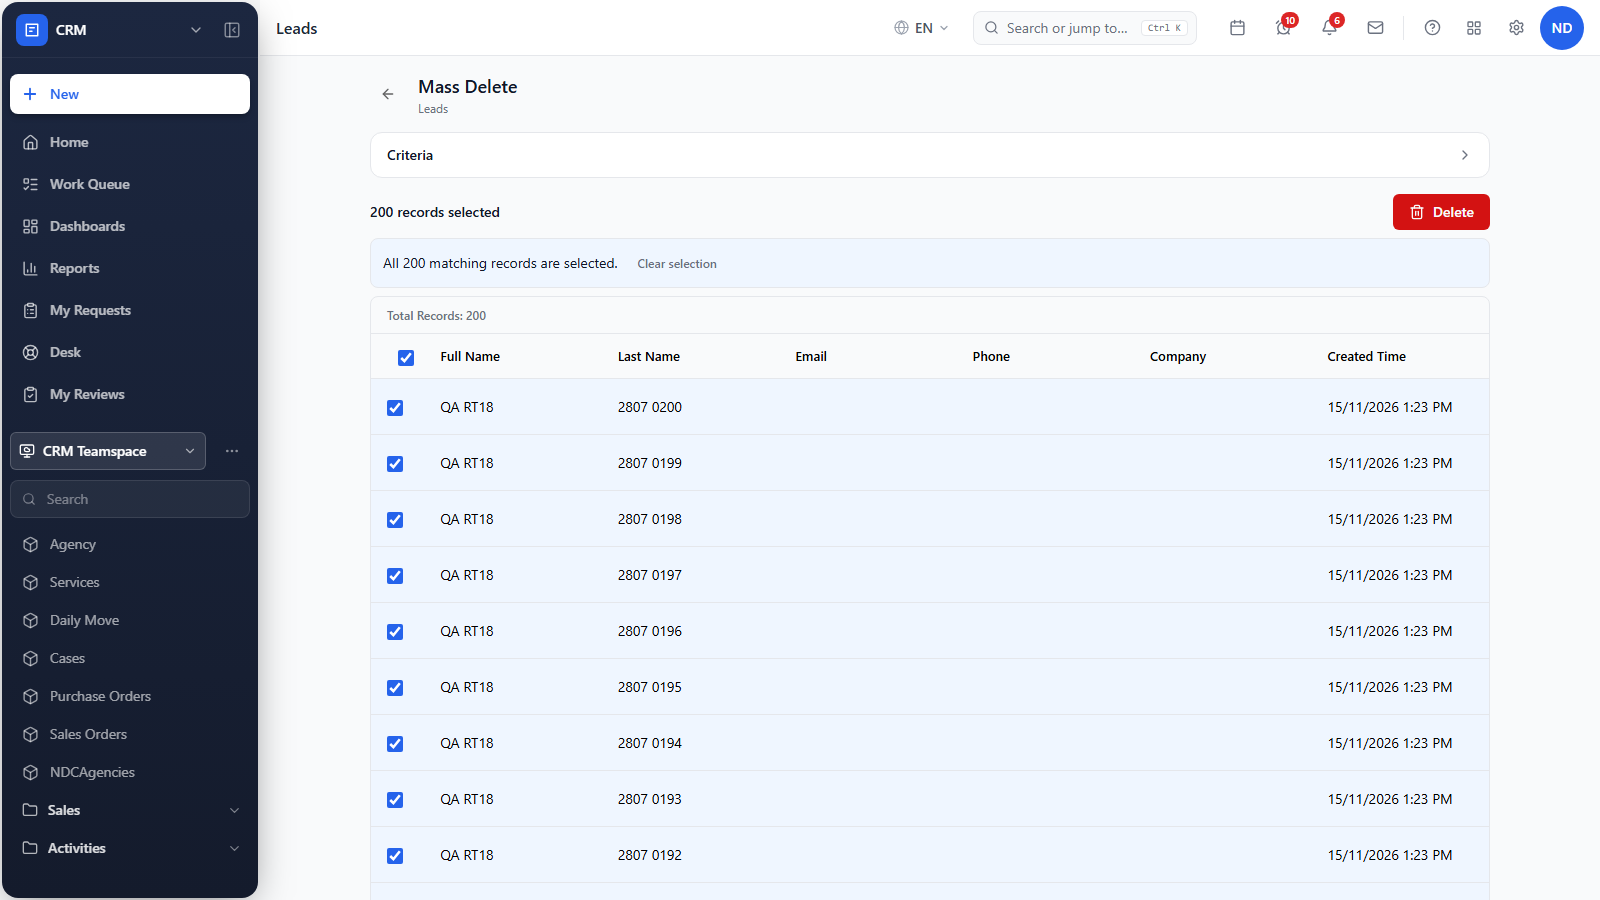 CRM
Leads
EN
Search or jump to...
Ctrl K
10
6
ND
New
Home
Work Queue
Dashboards
Reports
My Requests
Desk
My Reviews
CRM Teamspace
Search
Agency
Services
Daily Move
Cases
Purchase Orders
Sales Orders
NDCAgencies
Sales
Activities
Mass Delete
Leads
Criteria
200 records selected
Delete
All 200 matching records are selected. Clear selection
Total Records: 200
Full Name Last Name Email Phone Company Created Time
QA RT18 2807 0200 15/11/2026 1:23 PM
QA RT18 2807 0199 15/11/2026 1:23 PM
QA RT18 2807 0198 15/11/2026 1:23 PM
QA RT18 2807 0197 15/11/2026 1:23 PM
QA RT18 2807 0196 15/11/2026 1:23 PM
QA RT18 2807 0195 15/11/2026 1:23 PM
QA RT18 2807 0194 15/11/2026 1:23 PM
QA RT18 2807 0193 15/11/2026 1:23 PM
QA RT18 2807 0192 15/11/2026 1:23 PM